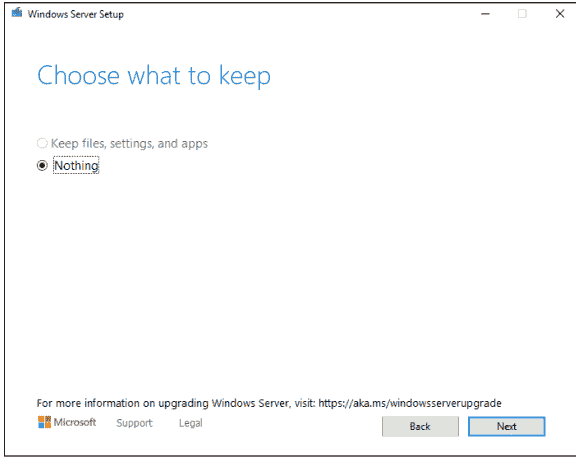 Windows Server Setup
Choose what to keep
Keep files, settings, and apps
Nothing
For more information on upgrading Windows Server, visit: https://aka.ms/windowsserverupgrade
Microsoft Support Legal Back Next